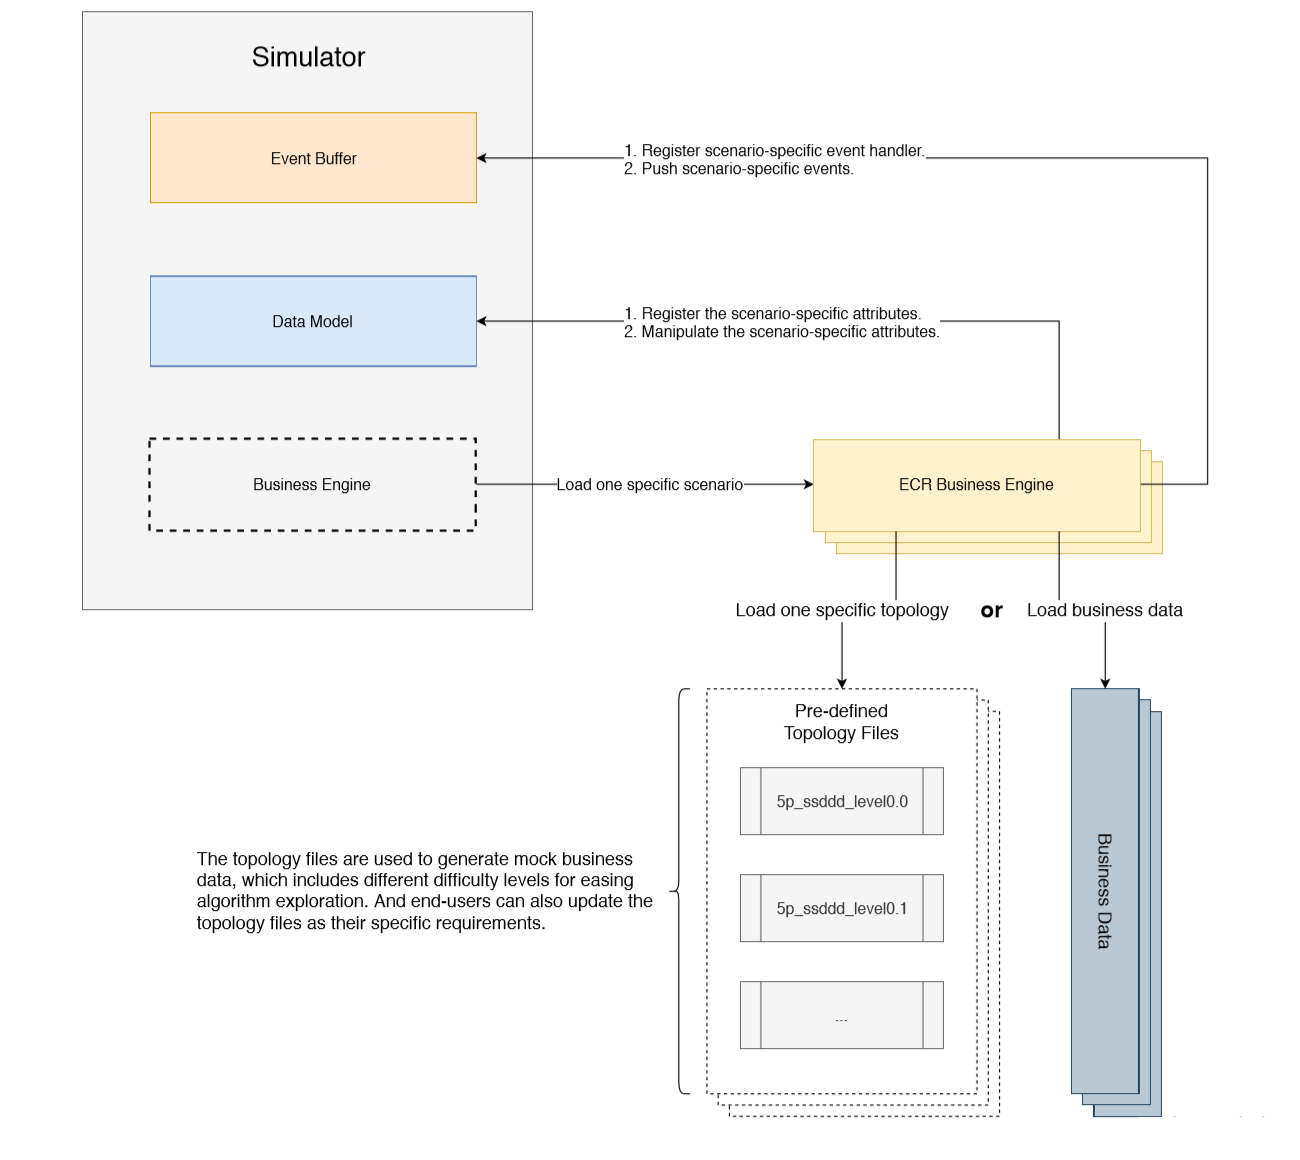 Simulator
Event Buffer
1. Register scenario-specific event handler.
2. Push scenario-specific events.
Data Model
1. Register the scenario-specific attributes.
2. Manipulate the scenario-specific attributes.
Business Engine
Load one specific scenario
ECR Business Engine
Load one specific topology
or
Load business data
Pre-defined
Topology Files
5p_ssddd_level0.0
5p_ssddd_level0.1
...
The topology files are used to generate mock business
data, which includes different difficulty levels for easing
algorithm exploration. And end-users can also update the
topology files as their specific requirements.
Business Data